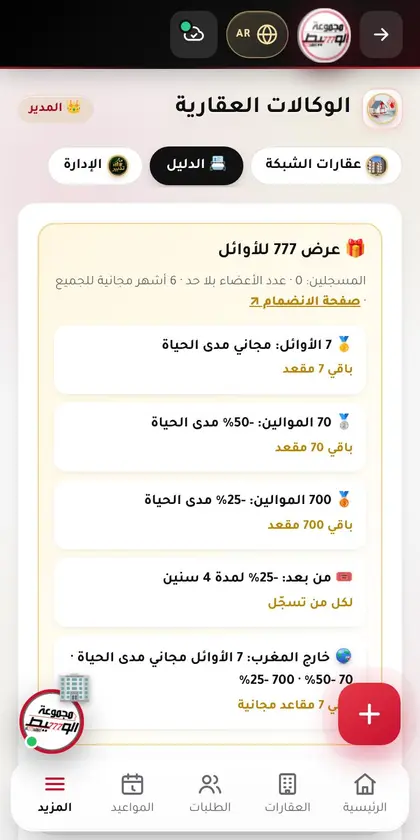 AR
مجموعة
الوسيط
الوكالات العقارية
المدير
عقارات الشبكة
الدليل
الإدارة
عرض 777 للأوائل
المسجلين: 0 · عدد الأعضاء بلا حد · 6 أشهر مجانية للجميع
· صفحة الانضمام ↗
7 الأوائل: مجاني مدى الحياة
باقي 7 مقعد
70 الموالين: -50% مدى الحياة
باقي 70 مقعد
700 الموالين: -25% مدى الحياة
باقي 700 مقعد
من بعد: -25% لمدة 4 سنين
لكل من تسجّل
خارج المغرب: 7 الأوائل مجاني مدى الحياة ·
70 -50% · 700 -25%
7 مقاعد مجانية
مجموعة
الوسيط
الرئيسية
العقارات
الطلبات
المواعيد
المزيد